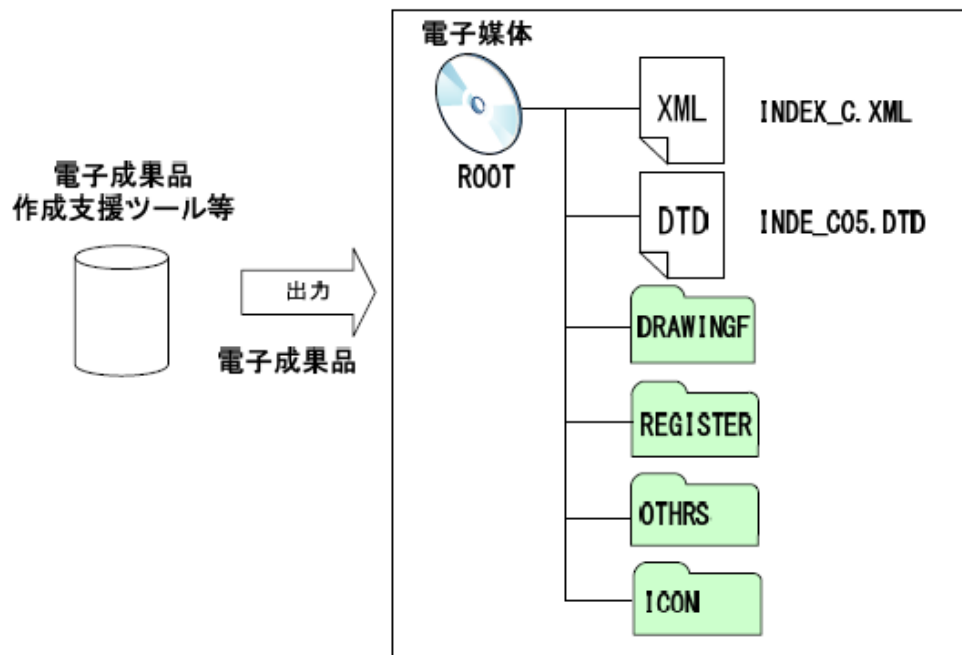 電子媒体
ROOT
XML
INDEX_C.XML
DTD
INDE_C05.DTD
電子成果品
作成支援ツール等
出力
電子成果品
DRAWINGF
REGISTER
OTHRS
ICON